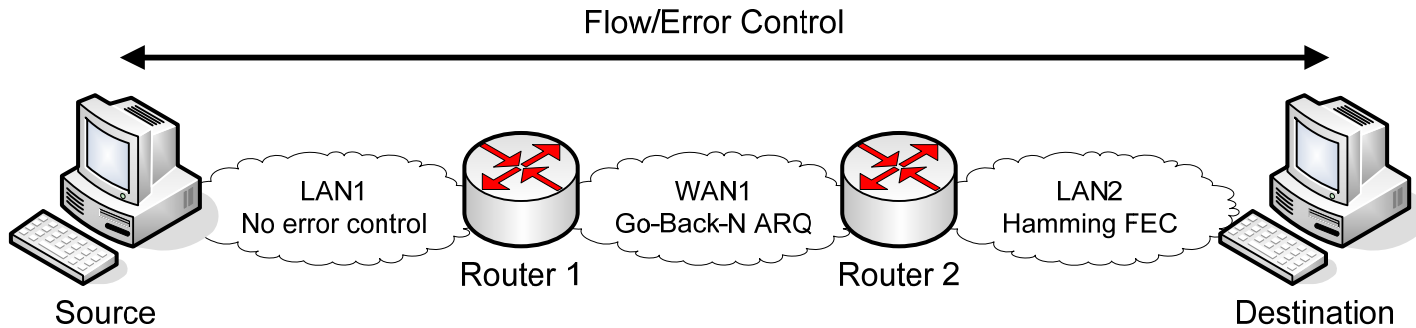 Flow/Error Control
LAN1
No error control
WAN1
Go-Back-N ARQ
LAN2
Hamming FEC
Router 1
Router 2
Source
Destination